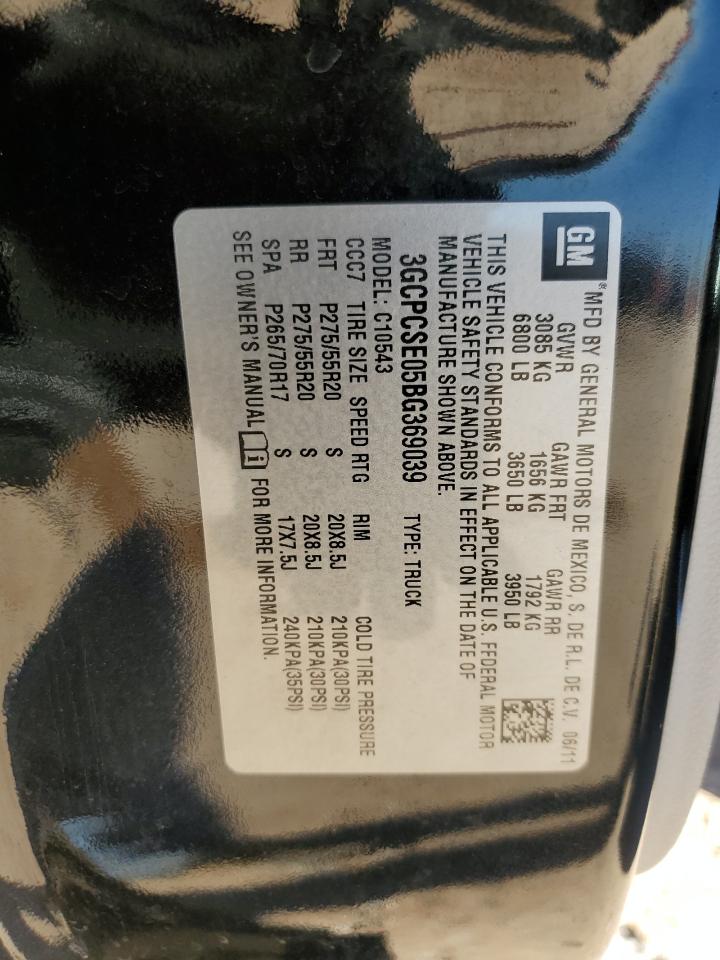 GM
MFD BY GENERAL MOTORS DE MEXICO, S. DE R.L. DE C.V. 06/11
GVWR GAWR FRT GAWR RR
3085 KG 1656 KG 1792 KG
6800 LB 3650 LB 3950 LB
THIS VEHICLE CONFORMS TO ALL APPLICABLE U.S. FEDERAL MOTOR
VEHICLE SAFETY STANDARDS IN EFFECT ON THE DATE OF
MANUFACTURE SHOWN ABOVE.
3GCPCSE05BG369039 TYPE: TRUCK
MODEL: C10543
CCC7 TIRE SIZE SPEED RTG RIM COLD TIRE PRESSURE
FRT P275/55R20 S 20X8.5J 210KPA(30PSI)
RR P275/55R20 S 20X8.5J 210KPA(30PSI)
SPA P265/70R17 S 17X7.5J 240KPA(35PSI)
SEE OWNER'S MANUAL i FOR MORE INFORMATION.